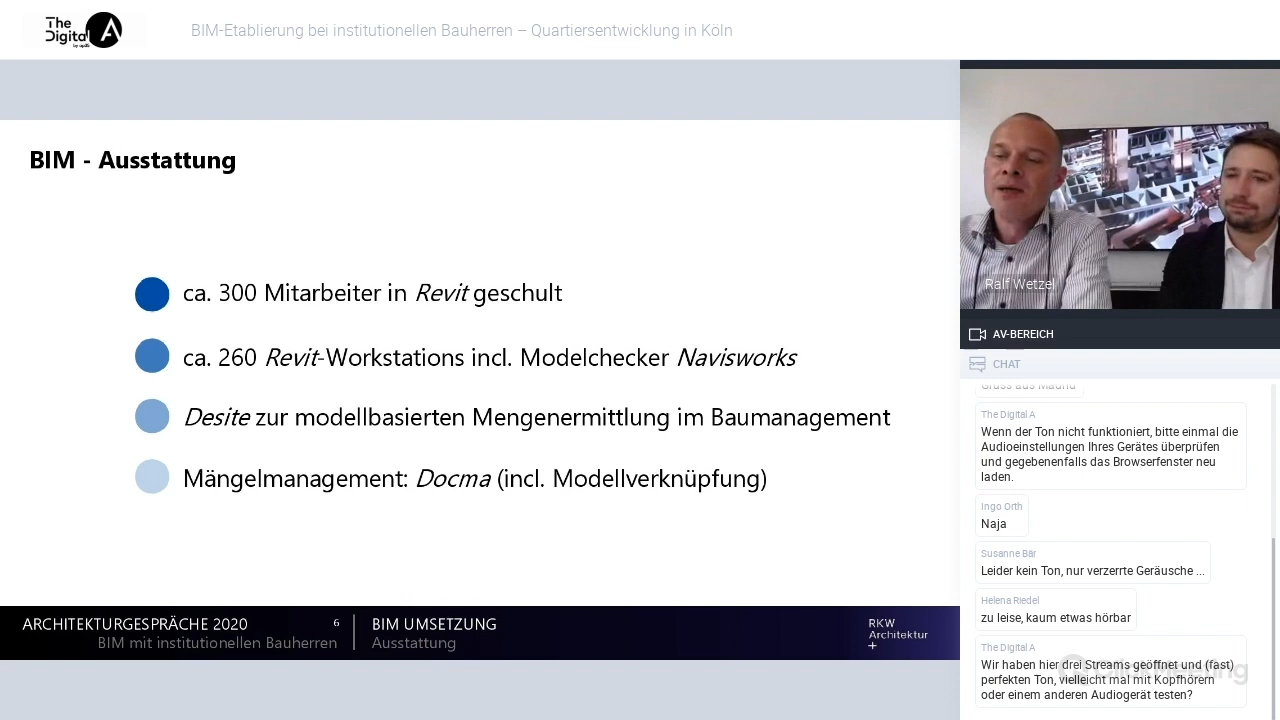 The
Digital
by
BIM-Etablierung bei institutionellen Bauherren – Quartiersentwicklung in Köln
BIM - Ausstattung
ca. 300 Mitarbeiter in Revit geschult
ca. 260 Revit-Workstations incl. Modelchecker Navisworks
Desite zur modellbasierten Mengenermittlung im Baumanagement
Mängelmanagement: Docma (incl. Modellverknüpfung)
ARCHITEKTURGESPRÄCHE 2020
BIM mit institutionellen Bauherren
6
BIM UMSETZUNG
Ausstattung
RKW
Architektur
+
Ralf Wetzel
AV-BEREICH
CHAT
Gruss aus Madrid
The Digital A
Wenn der Ton nicht funktioniert, bitte einmal die
Audioeinstellungen Ihres Gerätes überprüfen
und gegebenenfalls das Browserfenster neu
laden.
Ingo Orth
Naja
Susanne Bär
Leider kein Ton, nur verzerrte Geräusche ...
Helena Riedel
zu leise, kaum etwas hörbar
The Digital A
Wir haben hier drei Streams geöffnet und (fast)
perfekten Ton, vielleicht mal mit Kopfhörern
oder einem anderen Audiogerät testen?